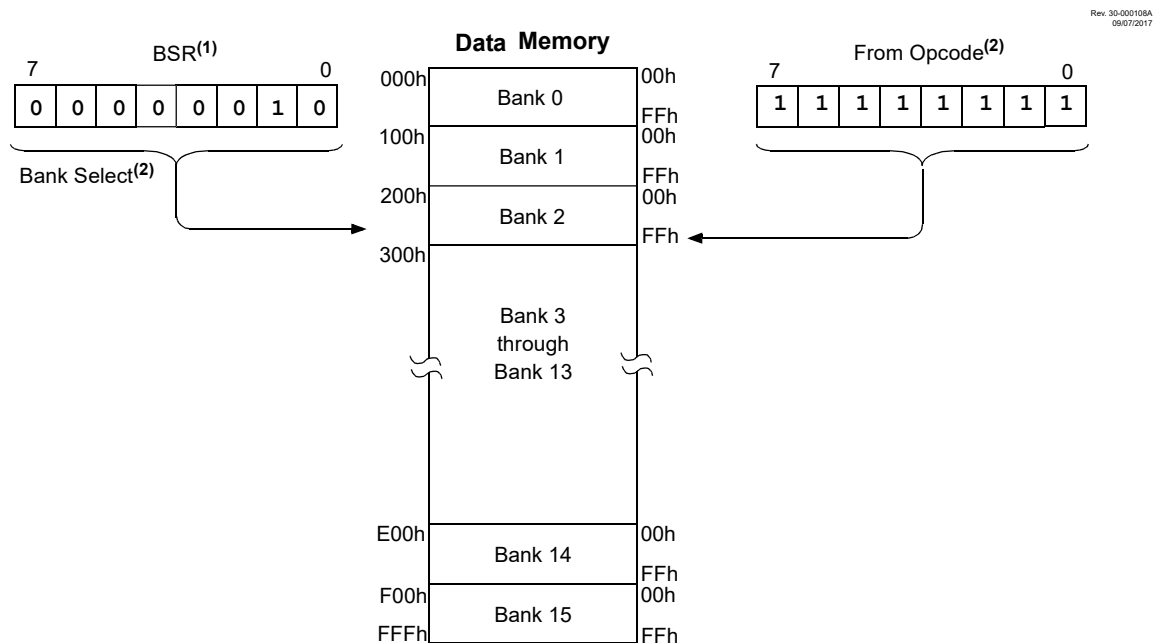 Rev. 30-000108A
09/07/2017
BSR(1)
7 0
0 0 0 0 0 0 1 0
Bank Select(2)
Data Memory
From Opcode(2)
7 0
1 1 1 1 1 1 1 1
000h Bank 0 00h
FFh
100h Bank 1 00h
FFh
200h Bank 2 00h
FFh
300h
Bank 3
through
Bank 13
E00h Bank 14 00h
FFh
F00h Bank 15 00h
FFFh FFh